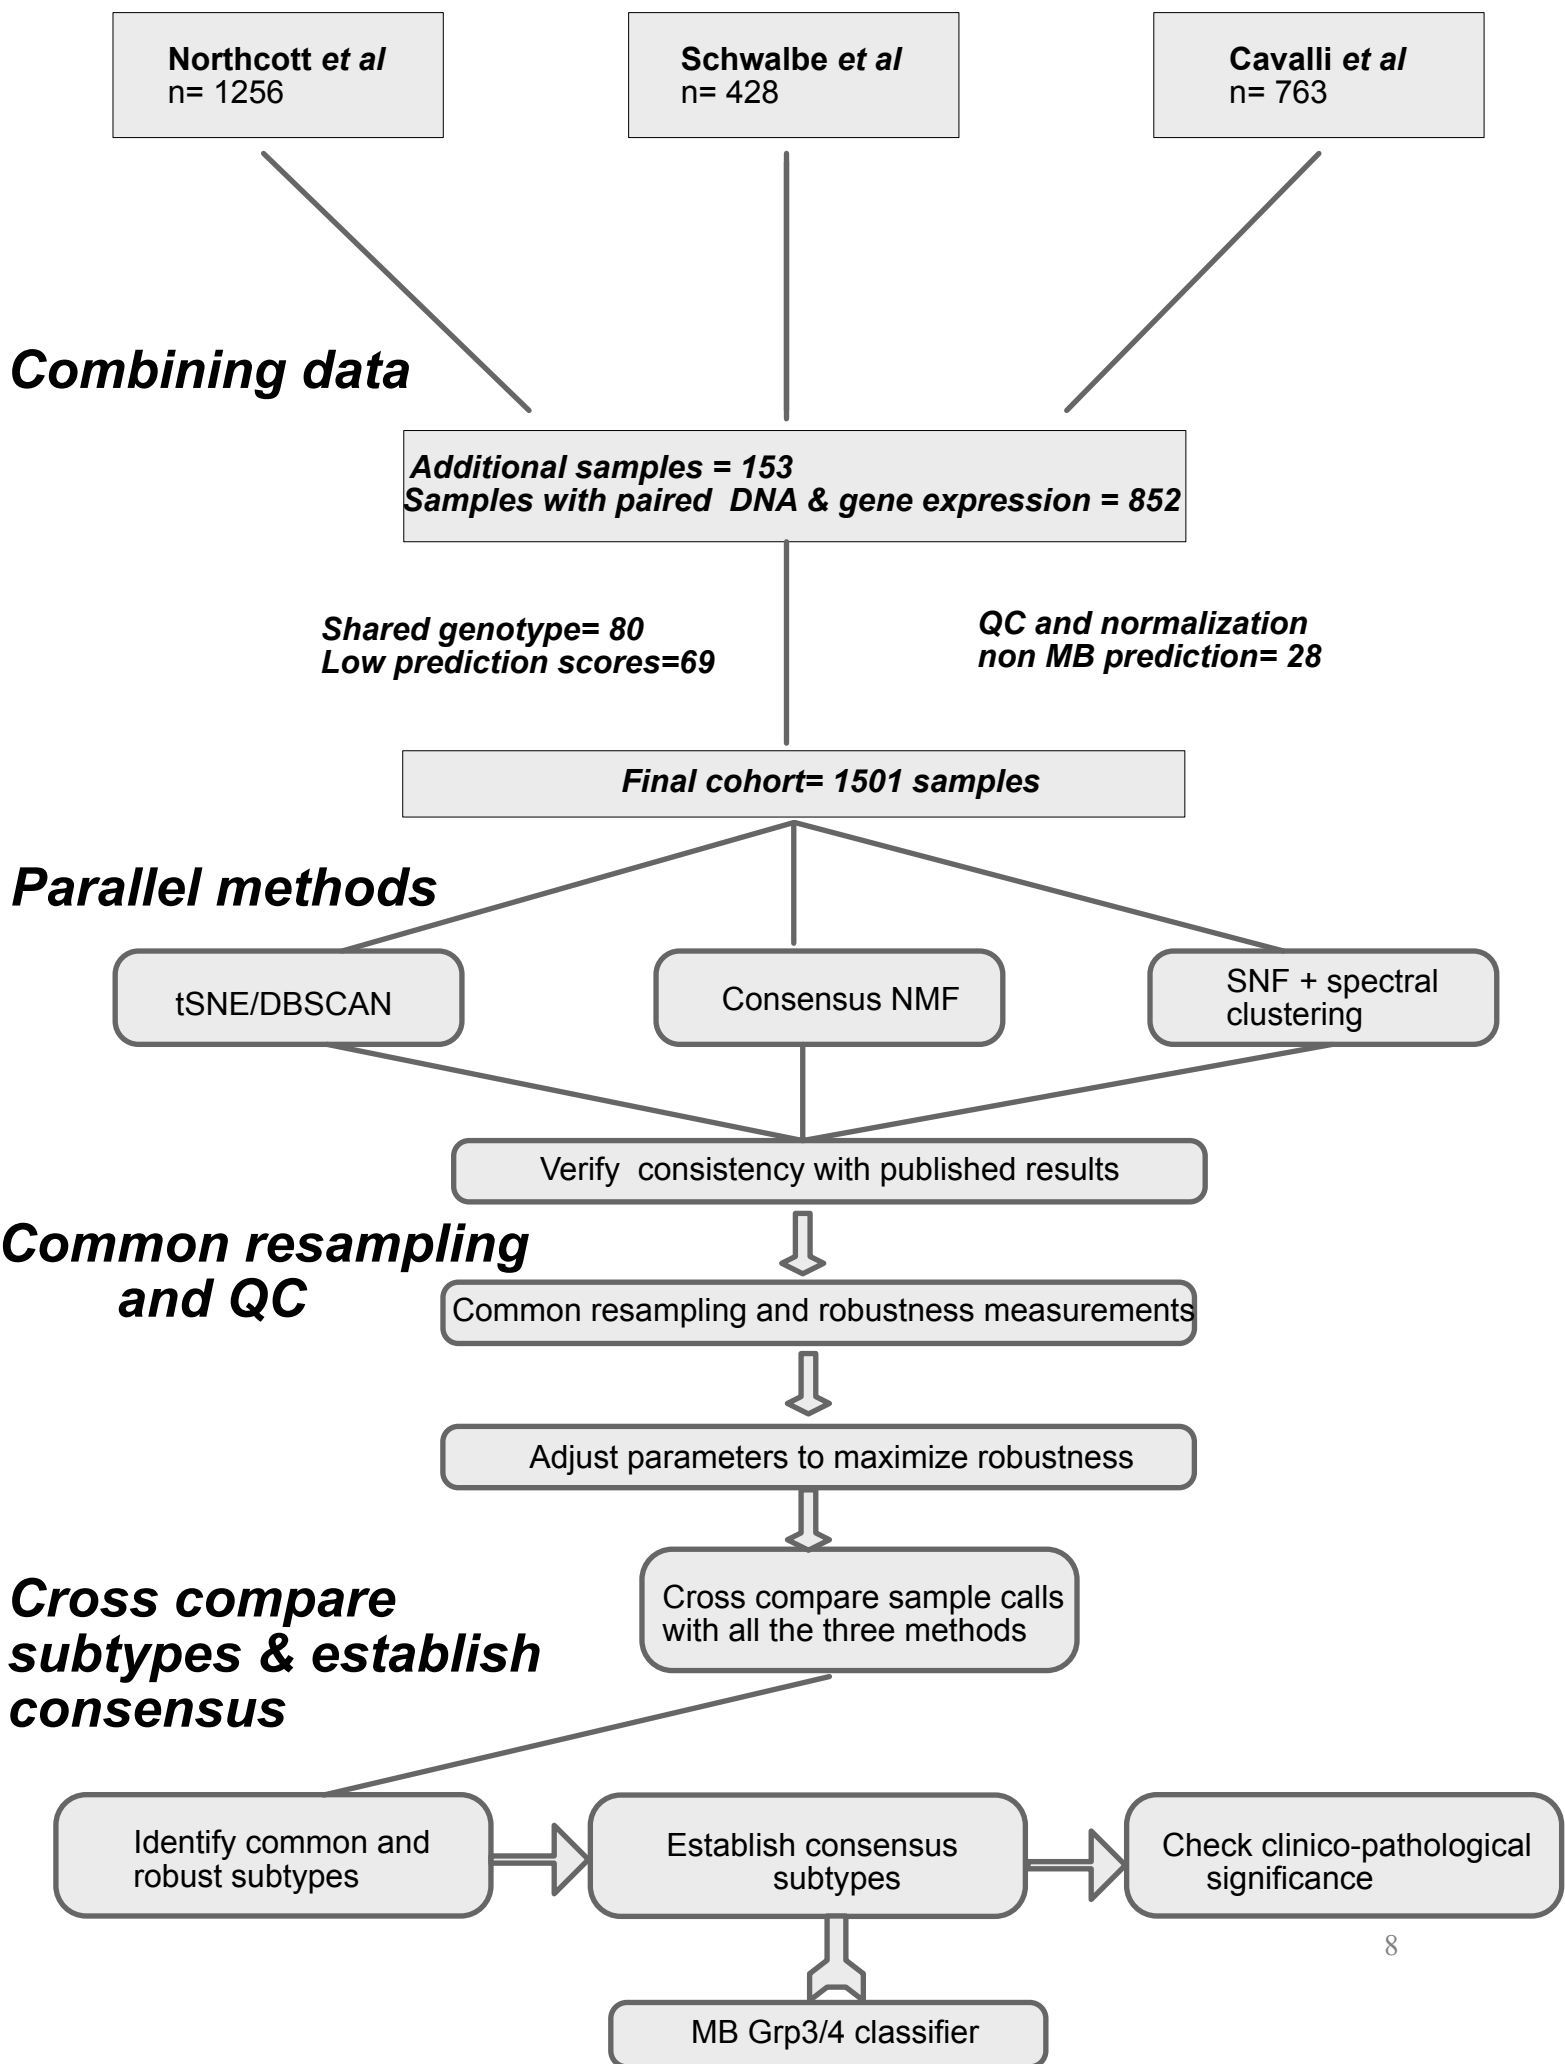 Northcott et al
n= 1256
Schwalbe et al
n= 428
Cavalli et al
n= 763
Combining data
Additional samples = 153
Samples with paired  DNA & gene expression = 852
Shared genotype= 80
Low prediction scores=69
QC and normalization
non MB prediction= 28
Final cohort= 1501 samples
Parallel methods
tSNE/DBSCAN
Consensus NMF
SNF + spectral
clustering
Verify  consistency with published results
Common resampling
and QC
Common resampling and robustness measurements
Adjust parameters to maximize robustness
Cross compare
subtypes & establish
consensus
Cross compare sample calls
with all the three methods
Identify common and
robust subtypes
Establish consensus
subtypes
Check clinico-pathological
significance
8
MB Grp3/4 classifier